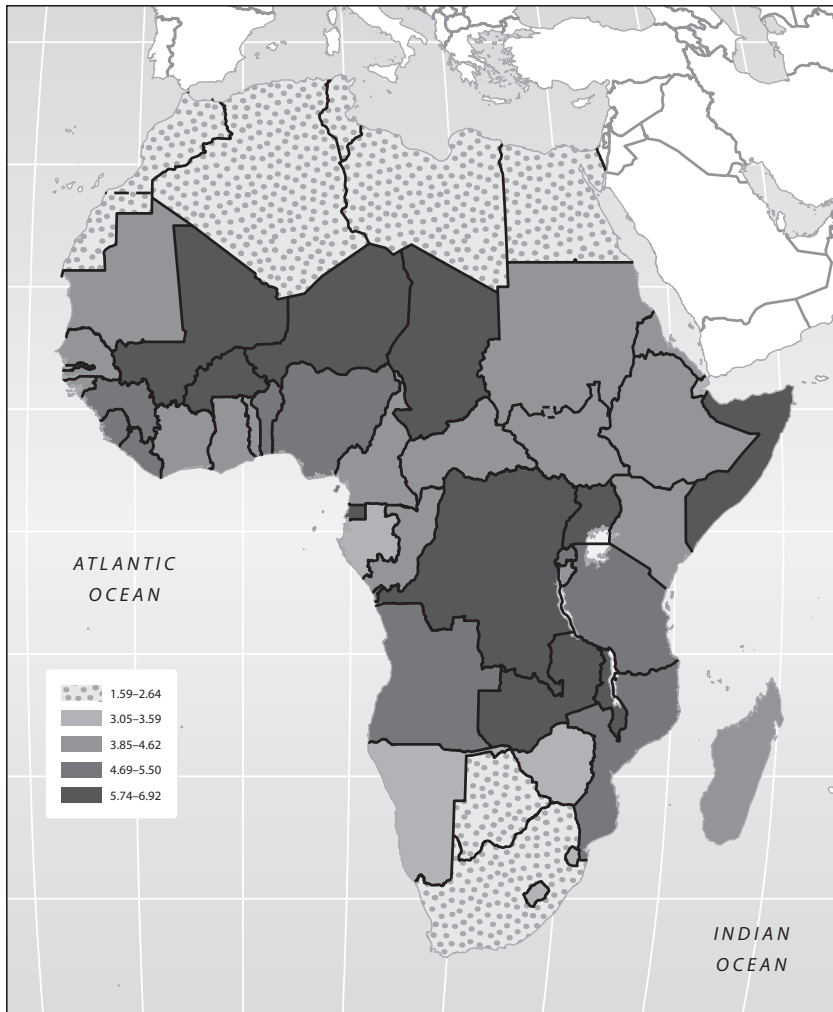 ATLANTIC
OCEAN
1.59–2.64
3.05–3.59
3.85–4.62
4.69–5.50
5.74–6.92
INDIAN
OCEAN